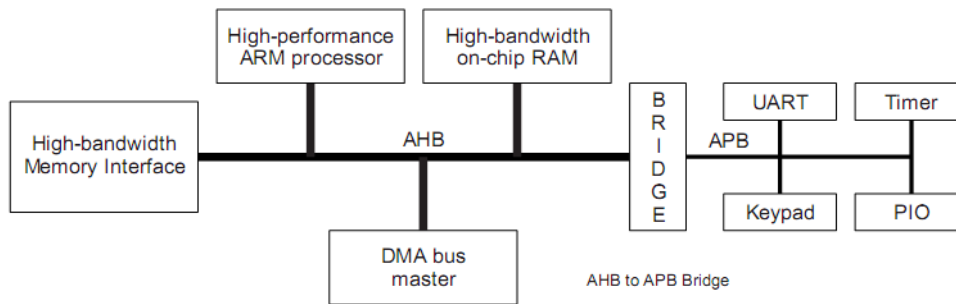 High-performance
ARM processor
High-bandwidth
on-chip RAM
High-bandwidth
Memory Interface
AHB
B
R
I
D
G
E
APB
UART
Timer
Keypad
PIO
DMA bus
master
AHB to APB Bridge